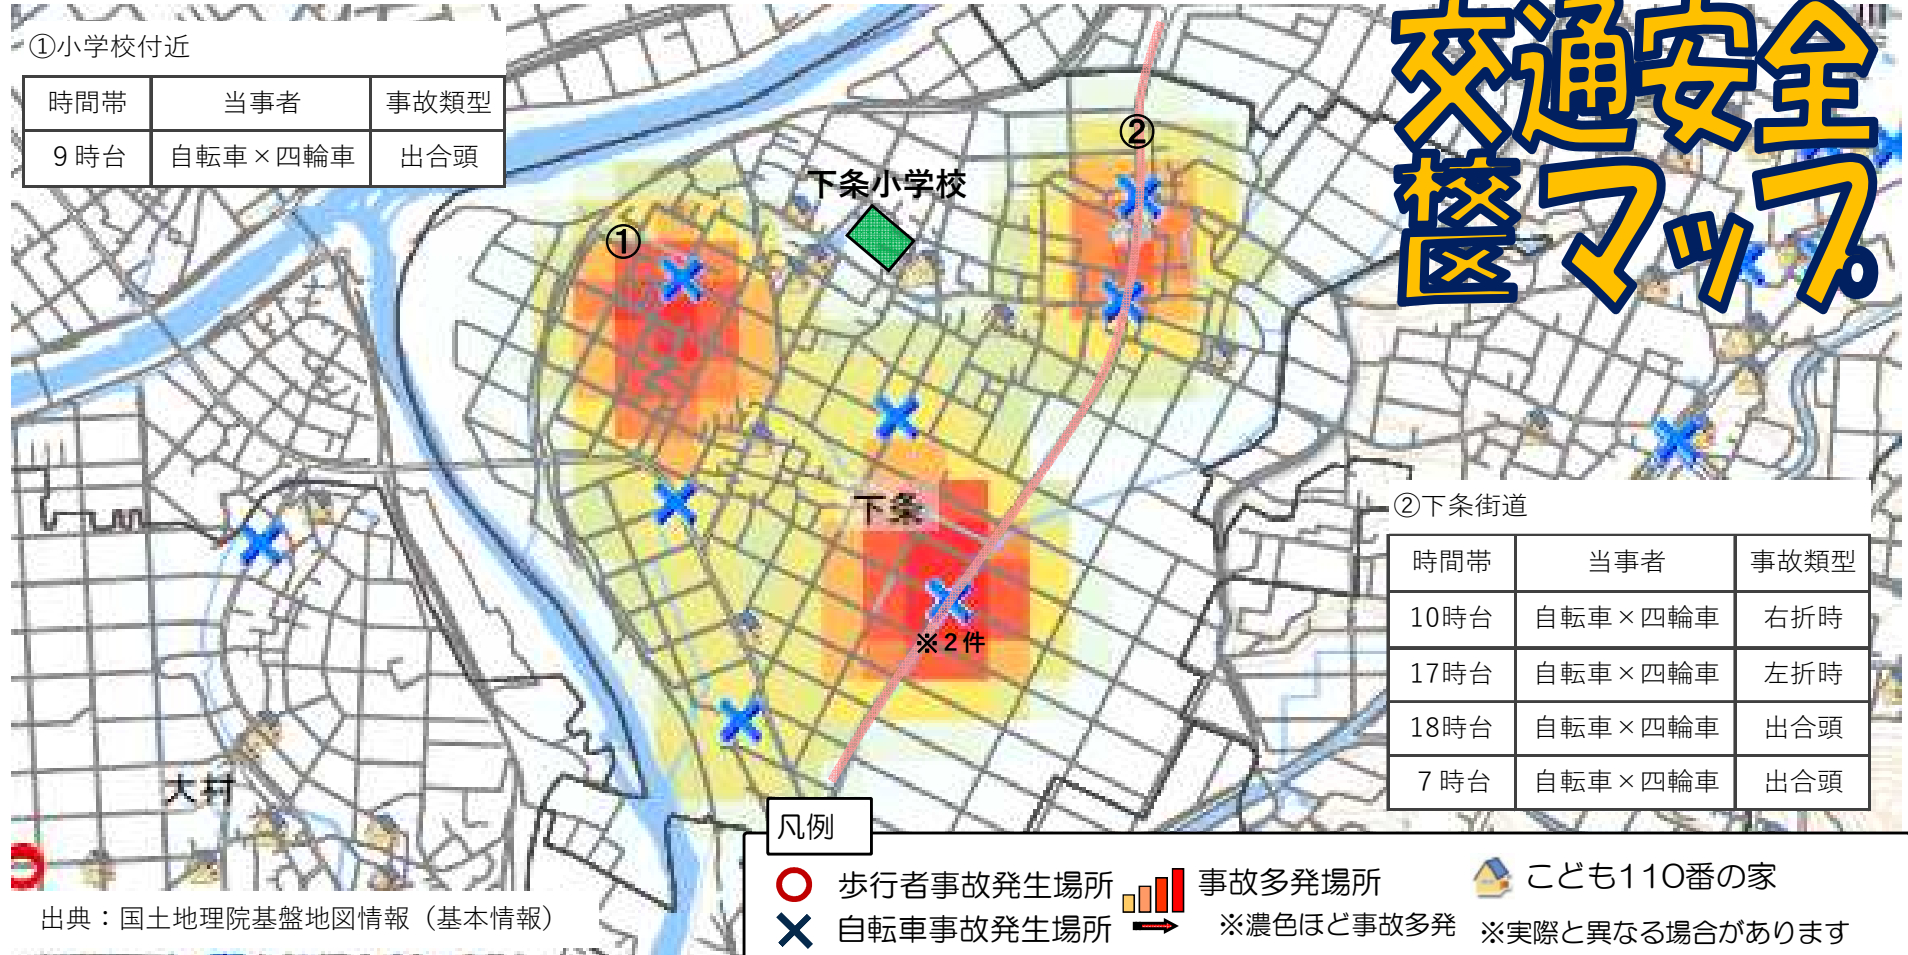 交通安全
校区マップ
①小学校付近
時間帯 当事者 事故類型
9時台 自転車×四輪車 出合頭
②
下条小学校
①
下条
※2件
②下条街道
時間帯 当事者 事故類型
10時台 自転車×四輪車 右折時
17時台 自転車×四輪車 左折時
18時台 自転車×四輪車 出合頭
7時台 自転車×四輪車 出合頭
大村
凡例
歩行者事故発生場所 事故多発場所 こども110番の家
自転車事故発生場所 ※濃色ほど事故多発 ※実際と異なる場合があります
出典:国土地理院基盤地図情報(基本情報)